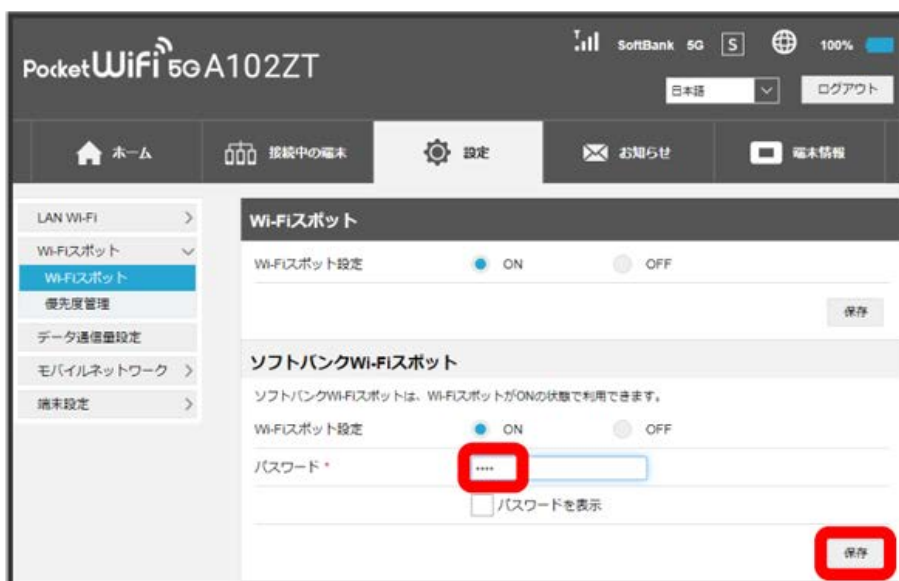 SoftBank 5G S 100%
Pocket WiFi 5G A102ZT
日本語 ログアウト
ホーム 接続中の端末 設定 お知らせ 端末情報
LAN Wi-Fi
Wi-Fiスポット
Wi-Fiスポット
優先度管理
データ通信量設定
モバイルネットワーク
端末設定
Wi-Fiスポット
Wi-Fiスポット設定 ON OFF
保存
ソフトバンクWi-Fiスポット
ソフトバンクWi-Fiスポットは、Wi-FiスポットがONの状態で利用できます。
Wi-Fiスポット設定 ON OFF
パスワード * ••••
パスワードを表示
保存